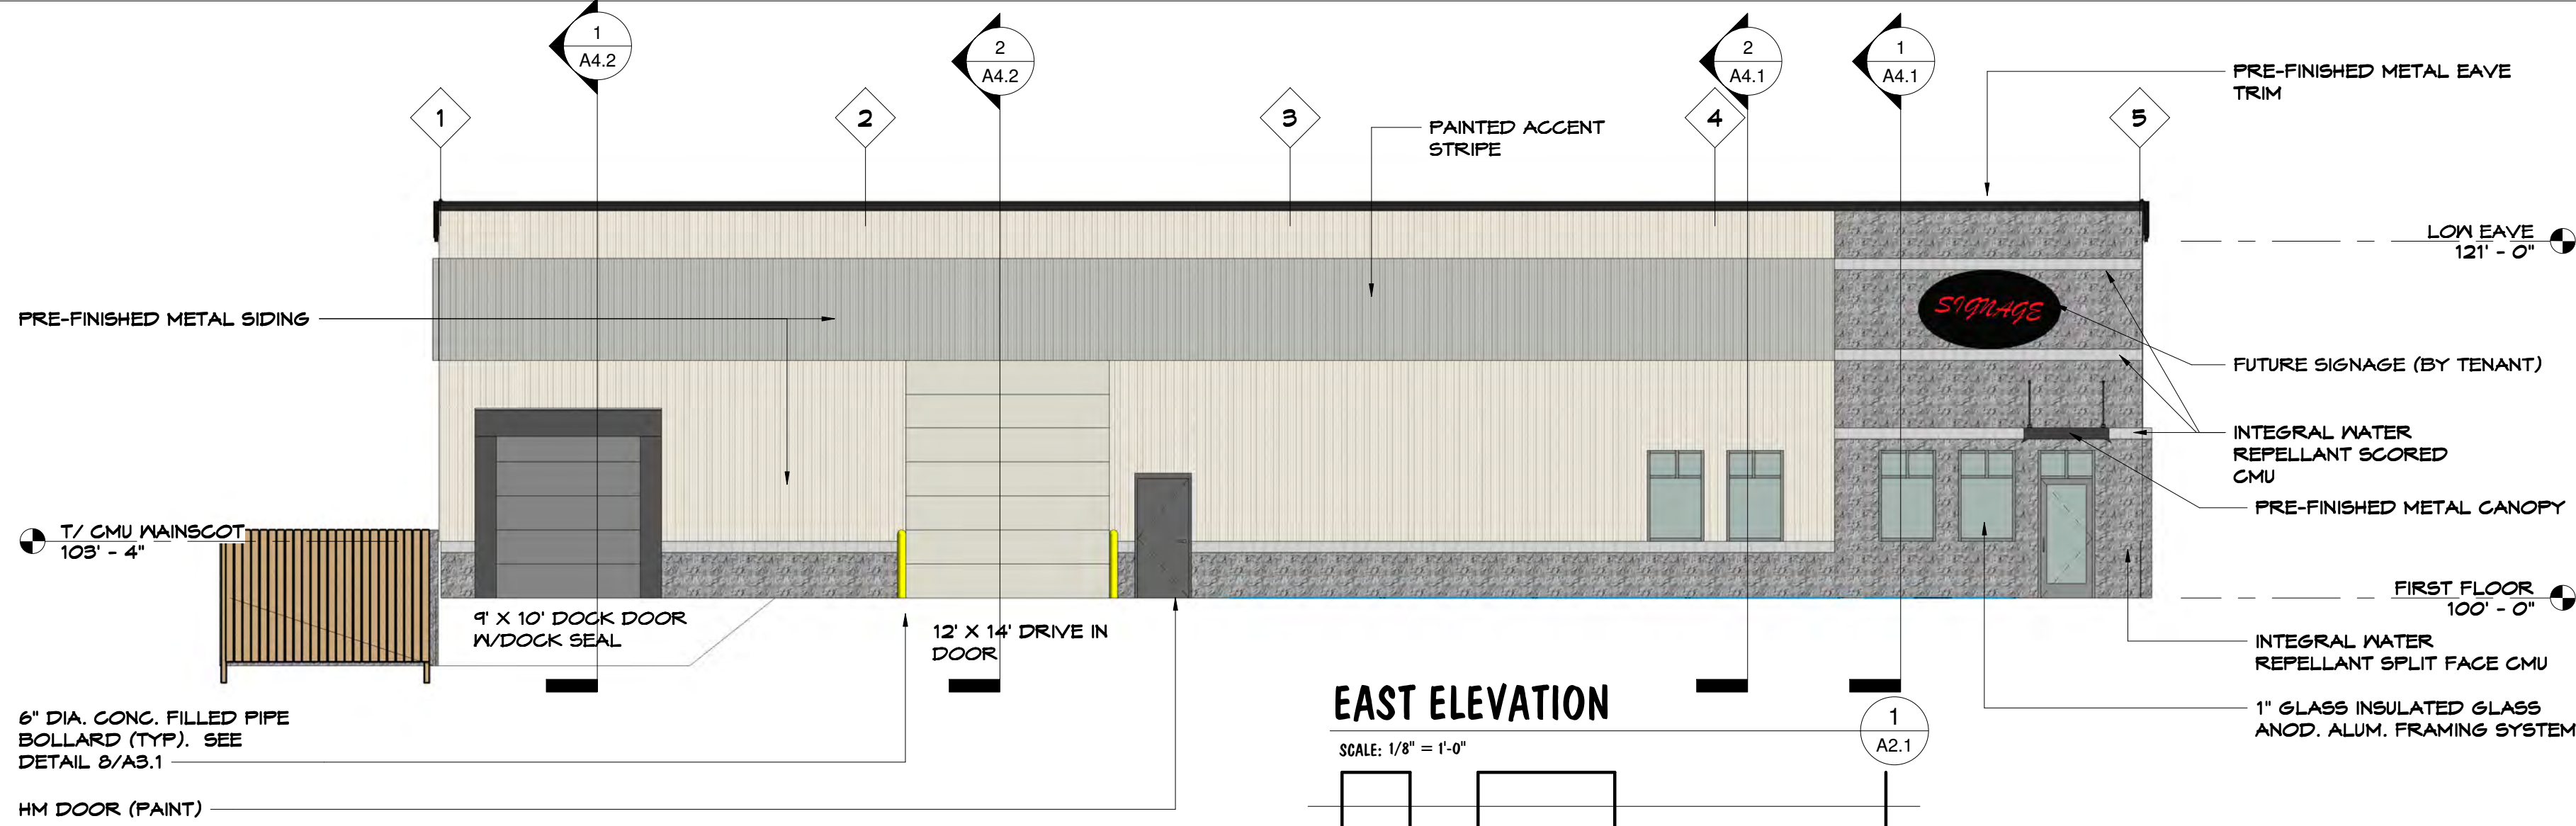 1
A4.2
2
A4.2
2
A4.1
1
A4.1
1
2
3
4
5
PRE-FINISHED METAL EAVE
TRIM
PAINTED ACCENT
STRIPE
LOW EAVE
121' - 0"
PRE-FINISHED METAL SIDING
SIGNAGE
FUTURE SIGNAGE (BY TENANT)
INTEGRAL WATER
REPELLANT SCORED
CMU
PRE-FINISHED METAL CANOPY
T/ CMU WAINSCOT
103' - 4"
FIRST FLOOR
100' - 0"
9' X 10' DOCK DOOR
W/DOCK SEAL
12' X 14' DRIVE IN
DOOR
INTEGRAL WATER
REPELLANT SPLIT FACE CMU
1" GLASS INSULATED GLASS
ANOD. ALUM. FRAMING SYSTEM
6" DIA. CONC. FILLED PIPE
BOLLARD (TYP). SEE
DETAIL 8/A3.1
HM DOOR (PAINT)
EAST ELEVATION
SCALE: 1/8" = 1'-0"
1
A2.1